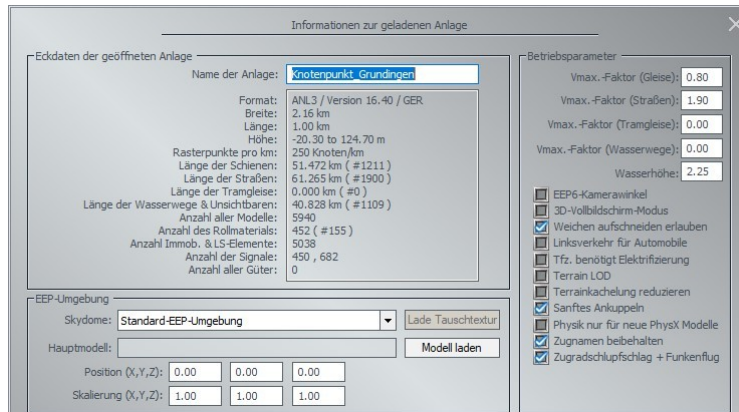 Informationen zur geladenen Anlage
Eckdaten der geöffneten Anlage
Name der Anlage: Knotenpunkt_Grundingen
Format: ANL3 / Version 16.40 / GER
Breite: 2.16 km
Länge: 1.00 km
Höhe: -20.30 to 124.70 m
Rasterpunkte pro km: 250 Knoten/km
Länge der Schienen: 51.472 km ( #1211 )
Länge der Straßen: 61.265 km ( #1900 )
Länge der Tramgleise: 0.000 km ( #0 )
Länge der Wasserwege & Unsichtbaren: 40.828 km ( #1109 )
Anzahl aller Modelle: 5940
Anzahl des Rollmaterials: 452 ( #155 )
Anzahl Immob. & LS-Elemente: 5038
Anzahl der Signale: 450 , 682
Anzahl aller Güter: 0
EEP-Umgebung
Skydome: Standard-EEP-Umgebung Lade Tauschtextur
Hauptmodell: Modell laden
Position (X,Y,Z): 0.00 0.00 0.00
Skalierung (X,Y,Z): 1.00 1.00 1.00
Betriebsparameter
Vmax.-Faktor (Gleise): 0.80
Vmax.-Faktor (Straßen): 1.90
Vmax.-Faktor (Tramgleise): 0.00
Vmax.-Faktor (Wasserwege): 0.00
Wasserhöhe: 2.25
EEP6-Kamerawinkel
3D-Vollbildschirm-Modus
Weichen aufschneiden erlauben
Linksverkehr für Automobile
Tfz. benötigt Elektrifizierung
Terrain LOD
Terrainkachelung reduzieren
Sanftes Ankuppeln
Physik nur für neue PhysX Modelle
Zugnamen beibehalten
Zugradschlupfschlag + Funkenflug